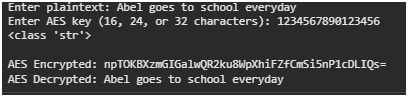 Enter plaintext: Abel goes to school everyday
Enter AES key (16, 24, or 32 characters): 1234567890123456
<class 'str'>
AES Encrypted: npTOKBXzmGIGalwQR2ku8WpXhiFZfCmSi5nP1cDLIQs=
AES Decrypted: Abel goes to school everyday